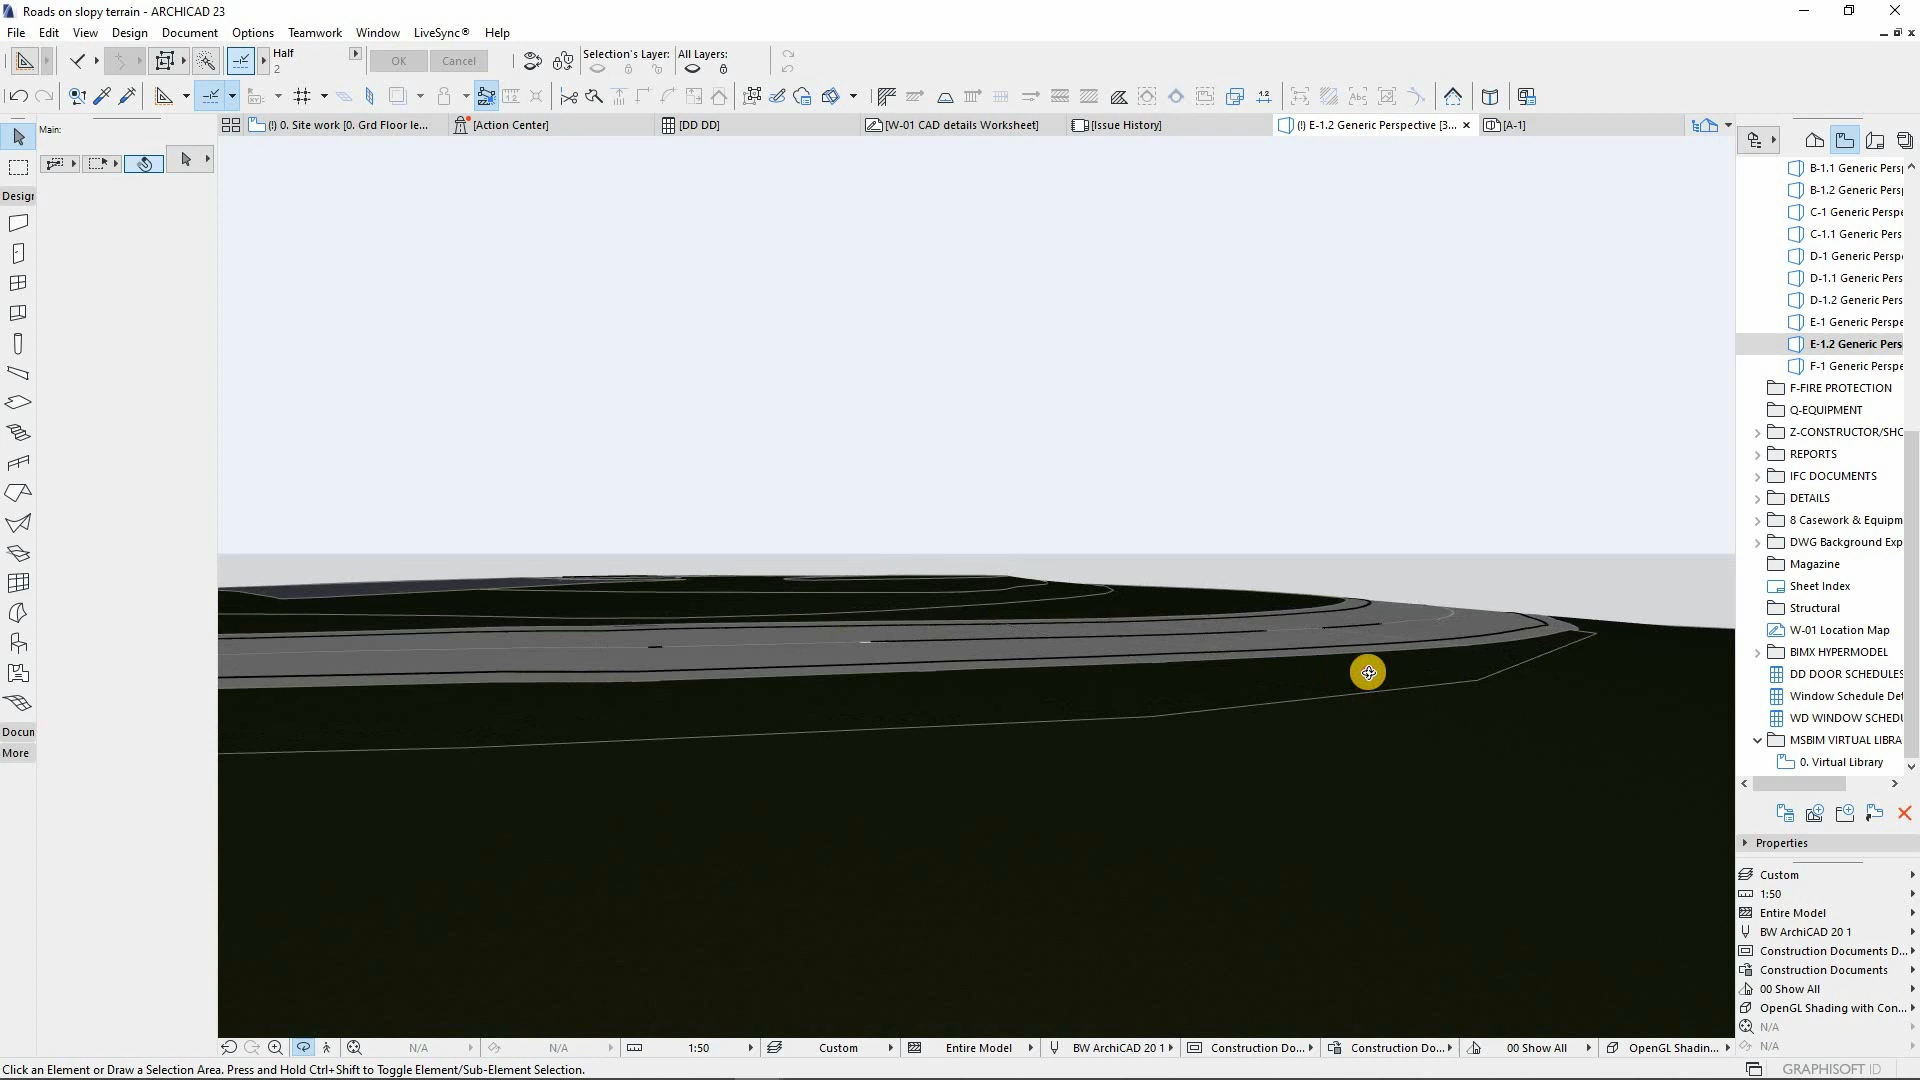 Roads on slopy terrain - ARCHICAD 23
File Edit View Design Document Options Teamwork Window LiveSync® Help
Half
2
OK Cancel
Selection's Layer: All Layers:
(!) 0. Site work [0. Grd Floor le... [Action Center] [DD DD] [W-01 CAD details Worksheet] [Issue History] (!) E-1.2 Generic Perspective [3... [A-1]
Main:
Design
Docum
More
B-1.1 Generic Persp
B-1.2 Generic Persp
C-1 Generic Perspe
C-1.1 Generic Pers
D-1 Generic Perspe
D-1.1 Generic Pers
D-1.2 Generic Pers
E-1 Generic Perspe
E-1.2 Generic Pers
F-1 Generic Perspe
F-FIRE PROTECTION
Q-EQUIPMENT
Z-CONSTRUCTOR/SHO
REPORTS
IFC DOCUMENTS
DETAILS
8 Casework & Equipm
DWG Background Exp
Magazine
Sheet Index
Structural
W-01 Location Map
BIMX HYPERMODEL
DD DOOR SCHEDULES
Window Schedule Det
WD WINDOW SCHEDU
MSBIM VIRTUAL LIBRA
0. Virtual Library
Properties
Custom
1:50
Entire Model
BW ArchiCAD 20 1
Construction Documents D...
Construction Documents
00 Show All
OpenGL Shading with Con...
N/A
N/A
N/A N/A 1:50 Custom Entire Model BW ArchiCAD 20 1 Construction Do... Construction Do... 00 Show All OpenGL Shadin...
Click an Element or Draw a Selection Area. Press and Hold Ctrl+Shift to Toggle Element/Sub-Element Selection.
GRAPHISOFT ID